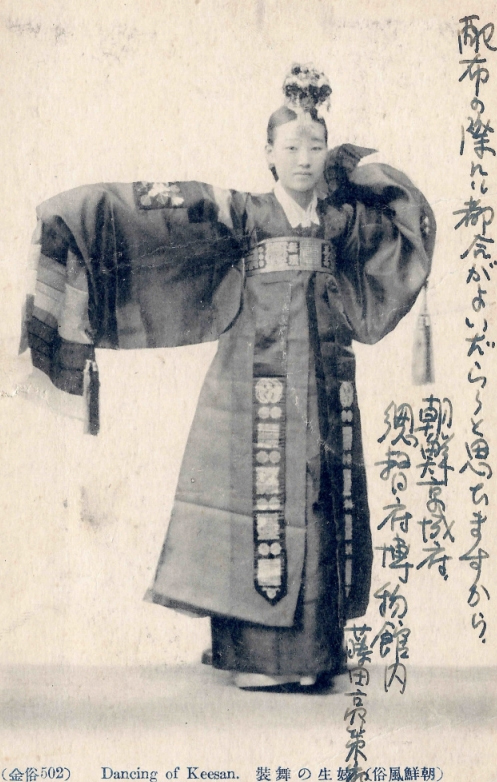 配布の際には都合がよいだらうと思ひますから、
朝鮮京城府、
總督府博物館内
藤田亮策
(金俗502) Dancing of Keesan. 装舞の生妓 (朝鮮風俗)